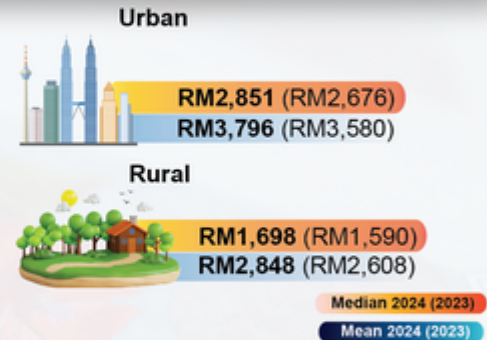 Urban
RM2,851 (RM2,676)
RM3,796 (RM3,580)
Rural
RM1,698 (RM1,590)
RM2,848 (RM2,608)
Median 2024 (2023)
Mean 2024 (2023)